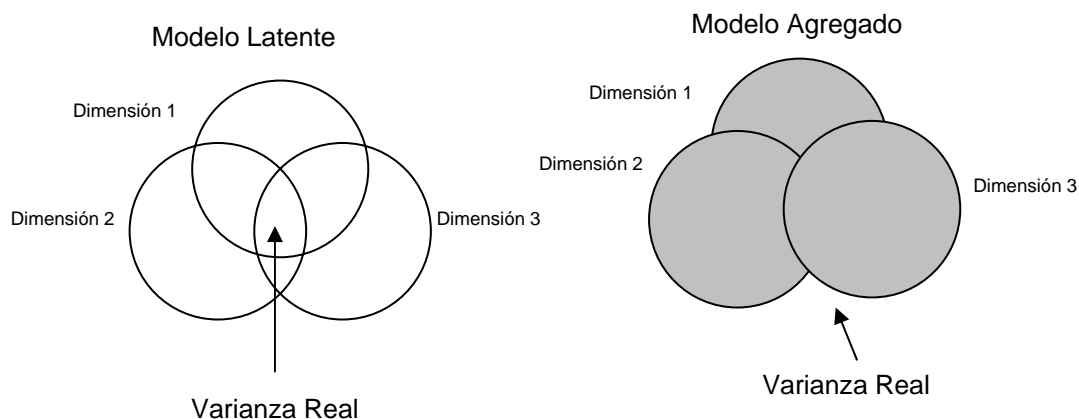 Modelo Latente
Dimensión 1
Dimensión 2
Dimensión 3
Varianza Real
Modelo Agregado
Dimensión 1
Dimensión 2
Dimensión 3
Varianza Real